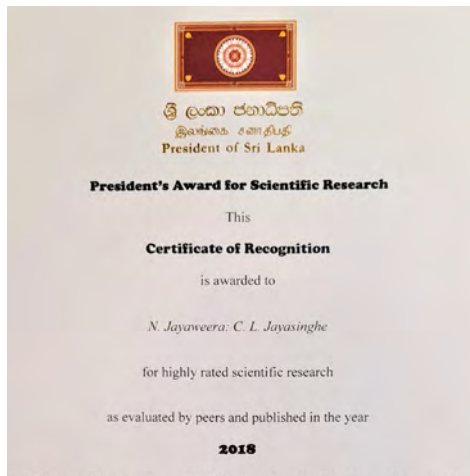 ශ්‍රී ලංකා ජනාධිපති
இலங்கை சனாதிபதி
President of Sri Lanka
President's Award for Scientific Research
This
Certificate of Recognition
is awarded to
N. Jayaweera; C. L. Jayasinghe
for highly rated scientific research
as evaluated by peers and published in the year
2018